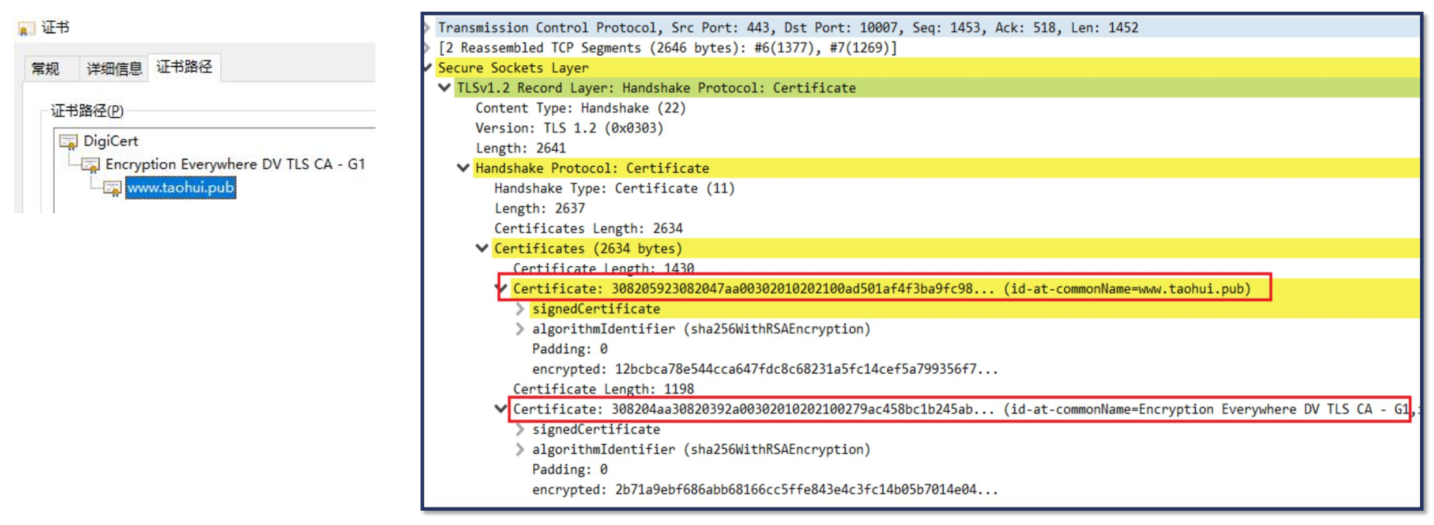 证书
常规 详细信息 证书路径
证书路径(P)
DigiCert
Encryption Everywhere DV TLS CA - G1
www.taohui.pub
Transmission Control Protocol, Src Port: 443, Dst Port: 10007, Seq: 1453, Ack: 518, Len: 1452
[2 Reassembled TCP Segments (2646 bytes): #6(1377), #7(1269)]
Secure Sockets Layer
TLSv1.2 Record Layer: Handshake Protocol: Certificate
Content Type: Handshake (22)
Version: TLS 1.2 (0x0303)
Length: 2641
Handshake Protocol: Certificate
Handshake Type: Certificate (11)
Length: 2637
Certificates Length: 2634
Certificates (2634 bytes)
Certificate Length: 1430
Certificate: 308205923082047aa00302010202100ad501af4f3ba9fc98... (id-at-commonName=www.taohui.pub)
signedCertificate
algorithmIdentifier (sha256WithRSAEncryption)
Padding: 0
encrypted: 12bcbca78e544cca647fdc8c68231a5fc14cef5a799356f7...
Certificate Length: 1198
Certificate: 308204aa30820392a00302010202100279ac458bc1b245ab... (id-at-commonName=Encryption Everywhere DV TLS CA - G1,
signedCertificate
algorithmIdentifier (sha256WithRSAEncryption)
Padding: 0
encrypted: 2b71a9ebf686abb68166cc5ffe843e4c3fc14b05b7014e04...